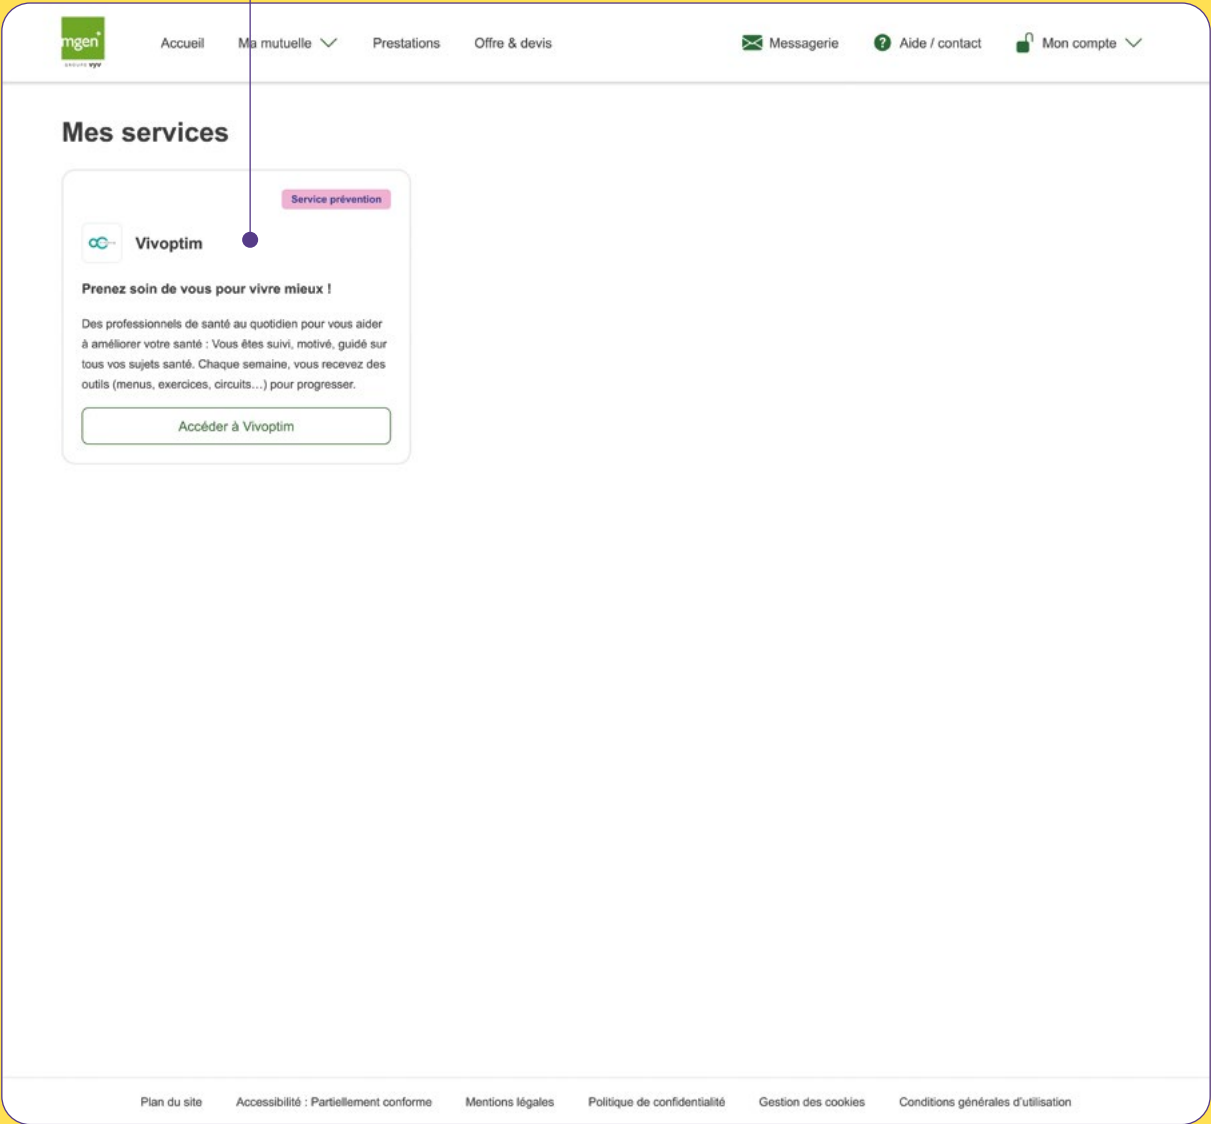 mgen
GROUPE vyv
Accueil
Ma mutuelle
Prestations
Offre & devis
Messagerie
? Aide / contact
Mon compte
Mes services
Service prévention
Vivoptim
Prenez soin de vous pour vivre mieux !
Des professionnels de santé au quotidien pour vous aider
à améliorer votre santé : Vous êtes suivi, motivé, guidé sur
tous vos sujets santé. Chaque semaine, vous recevez des
outils (menus, exercices, circuits…) pour progresser.
Accéder à Vivoptim
Plan du site
Accessibilité : Partiellement conforme
Mentions légales
Politique de confidentialité
Gestion des cookies
Conditions générales d'utilisation